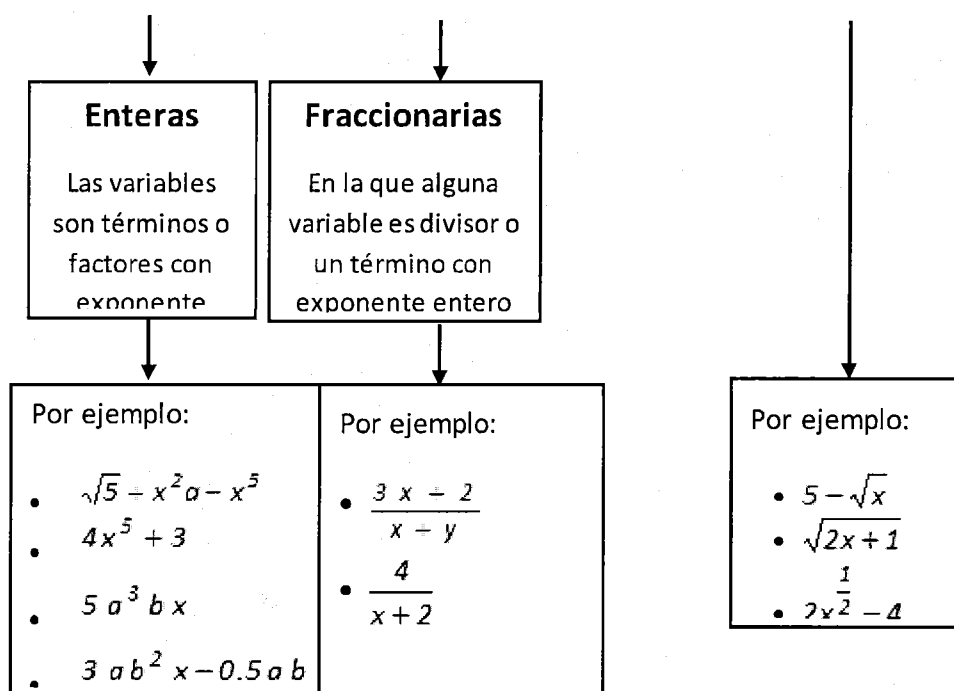 Enteras
Las variables
son términos o
factores con
exponente
Fraccionarias
En la que alguna
variable es divisor o
un término con
exponente entero
Por ejemplo:
• √5 ÷ x²a − x⁵
• 4x⁵ + 3
• 5 a³ b x
• 3 a b² x − 0.5 a b
Por ejemplo:
• (3 x − 2)/(x − y)
• 4/(x + 2)
Por ejemplo:
• 5 − √x
• √(2x + 1)
• 2x^(1/2) − 4